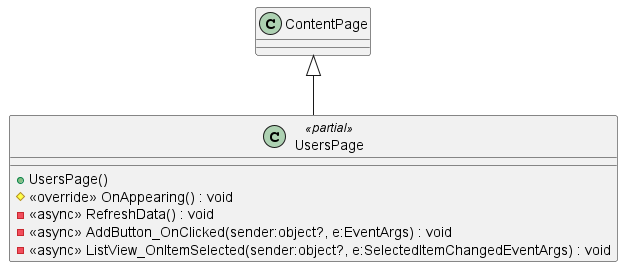 C ContentPage
«partial»
C UsersPage
UsersPage()
«override» OnAppearing() : void
«async» RefreshData() : void
«async» AddButton_OnClicked(sender:object?, e:EventArgs) : void
«async» ListView_OnItemSelected(sender:object?, e:SelectedItemChangedEventArgs) : void